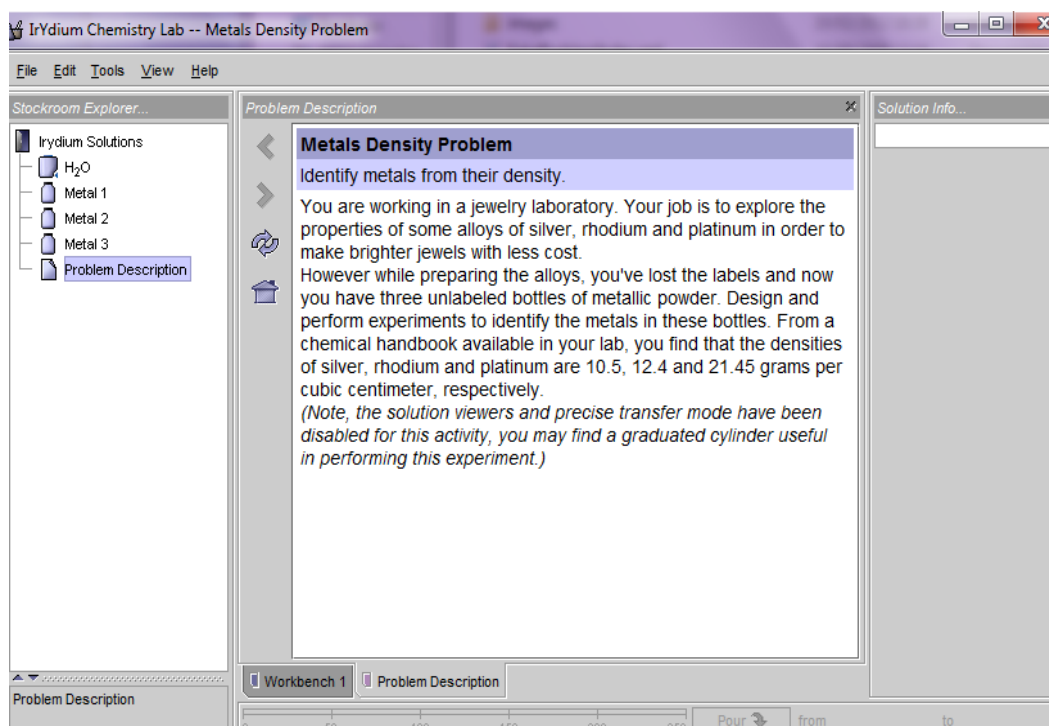 IrYdium Chemistry Lab -- Metals Density Problem
File Edit Tools View Help
Stockroom Explorer...
Irydium Solutions
H₂O
Metal 1
Metal 2
Metal 3
Problem Description
Problem Description
Problem Description
Metals Density Problem
Identify metals from their density.
You are working in a jewelry laboratory. Your job is to explore the
properties of some alloys of silver, rhodium and platinum in order to
make brighter jewels with less cost.
However while preparing the alloys, you've lost the labels and now
you have three unlabeled bottles of metallic powder. Design and
perform experiments to identify the metals in these bottles. From a
chemical handbook available in your lab, you find that the densities
of silver, rhodium and platinum are 10.5, 12.4 and 21.45 grams per
cubic centimeter, respectively.
(Note, the solution viewers and precise transfer mode have been
disabled for this activity, you may find a graduated cylinder useful
in performing this experiment.)
Workbench 1 Problem Description
Pour from to
Solution Info...